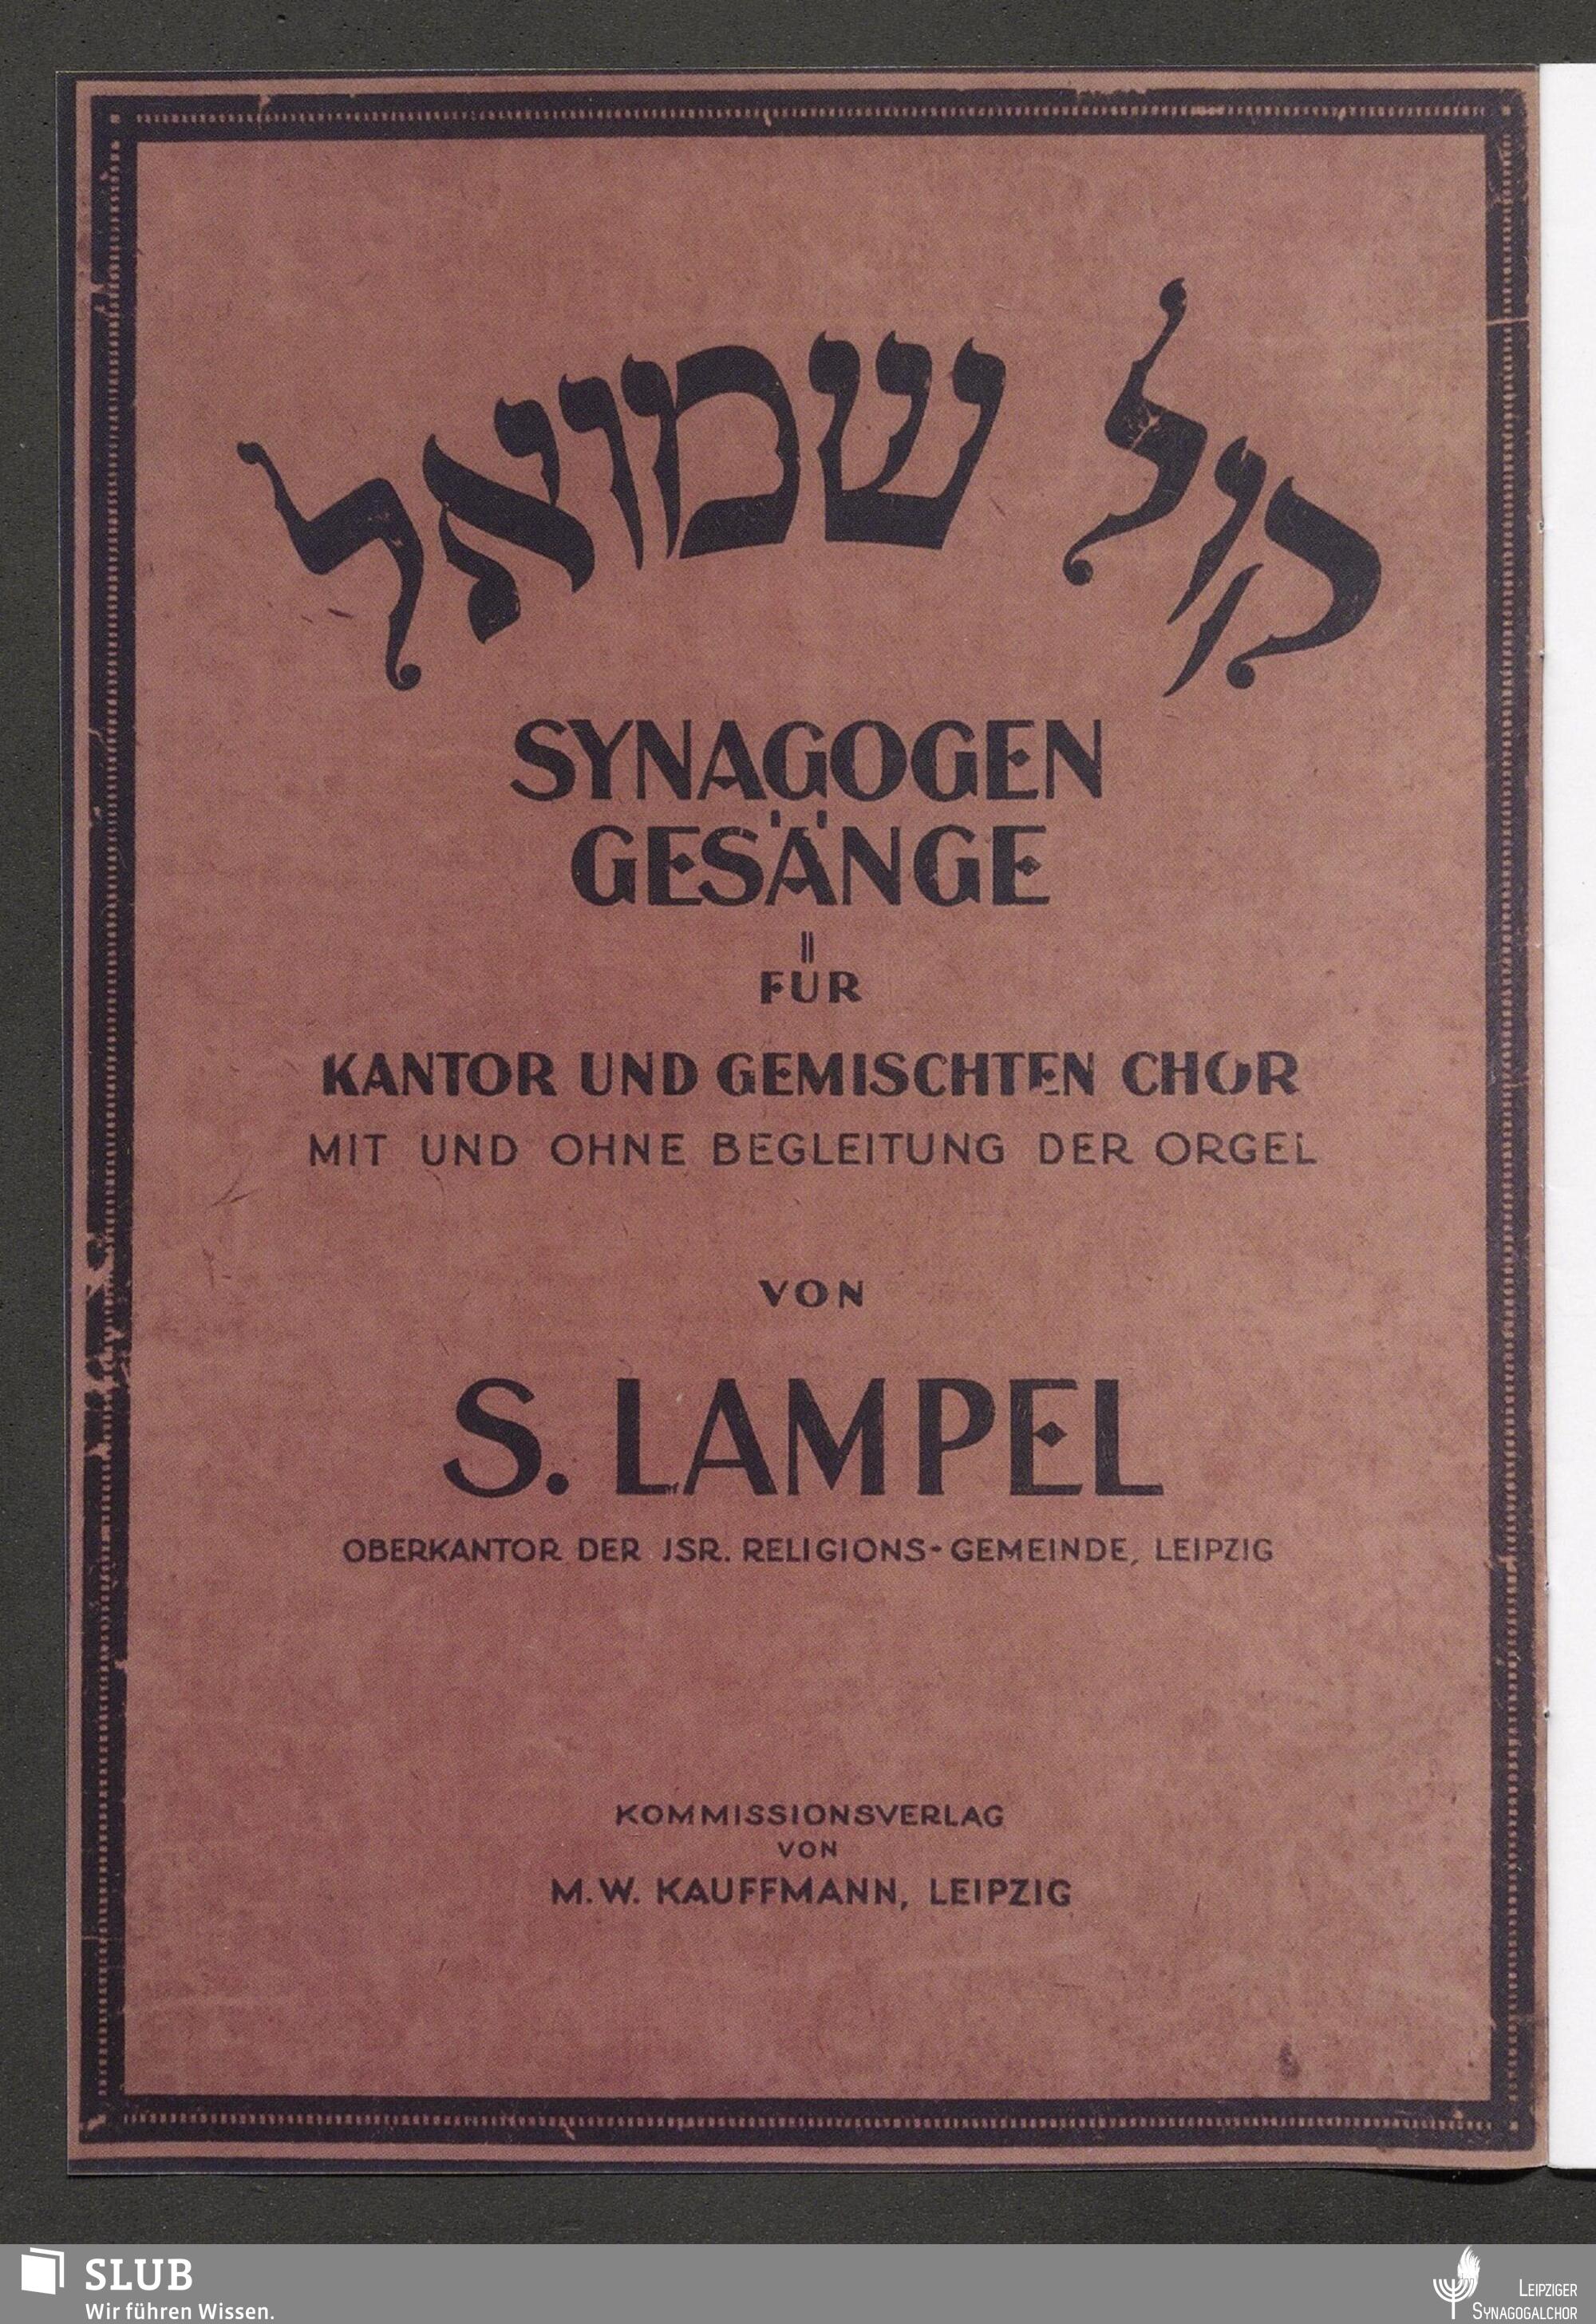 קול שמואל
SYNAGOGEN
GESÄNGE
FÜR
KANTOR UND GEMISCHTEN CHOR
MIT UND OHNE BEGLEITUNG DER ORGEL
VON
S. LAMPEL
OBERKANTOR DER JSR. RELIGIONS-GEMEINDE, LEIPZIG
KOMMISSIONSVERLAG
VON
M.W. KAUFFMANN, LEIPZIG
SLUB
Wir führen Wissen.
LEIPZIGER
SYNAGOGALCHOR